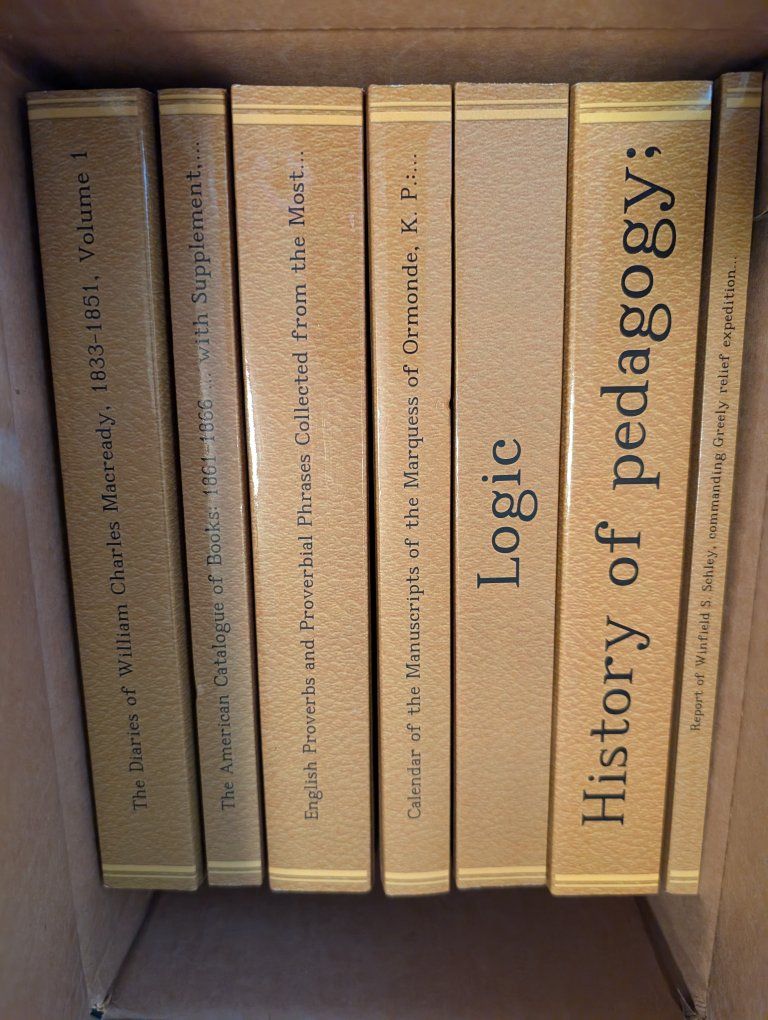 The Diaries of William Charles Macready, 1833-1851, Volume 1
The American Catalogue of Books: 1861-1866 ... with Supplement,...
English Proverbs and Proverbial Phrases Collected from the Most...
Calendar of the Manuscripts of the Marquess of Ormonde, K. P.:...
Logic
History of pedagogy;
Report of Winfield S. Schley, commanding Greely relief expedition...